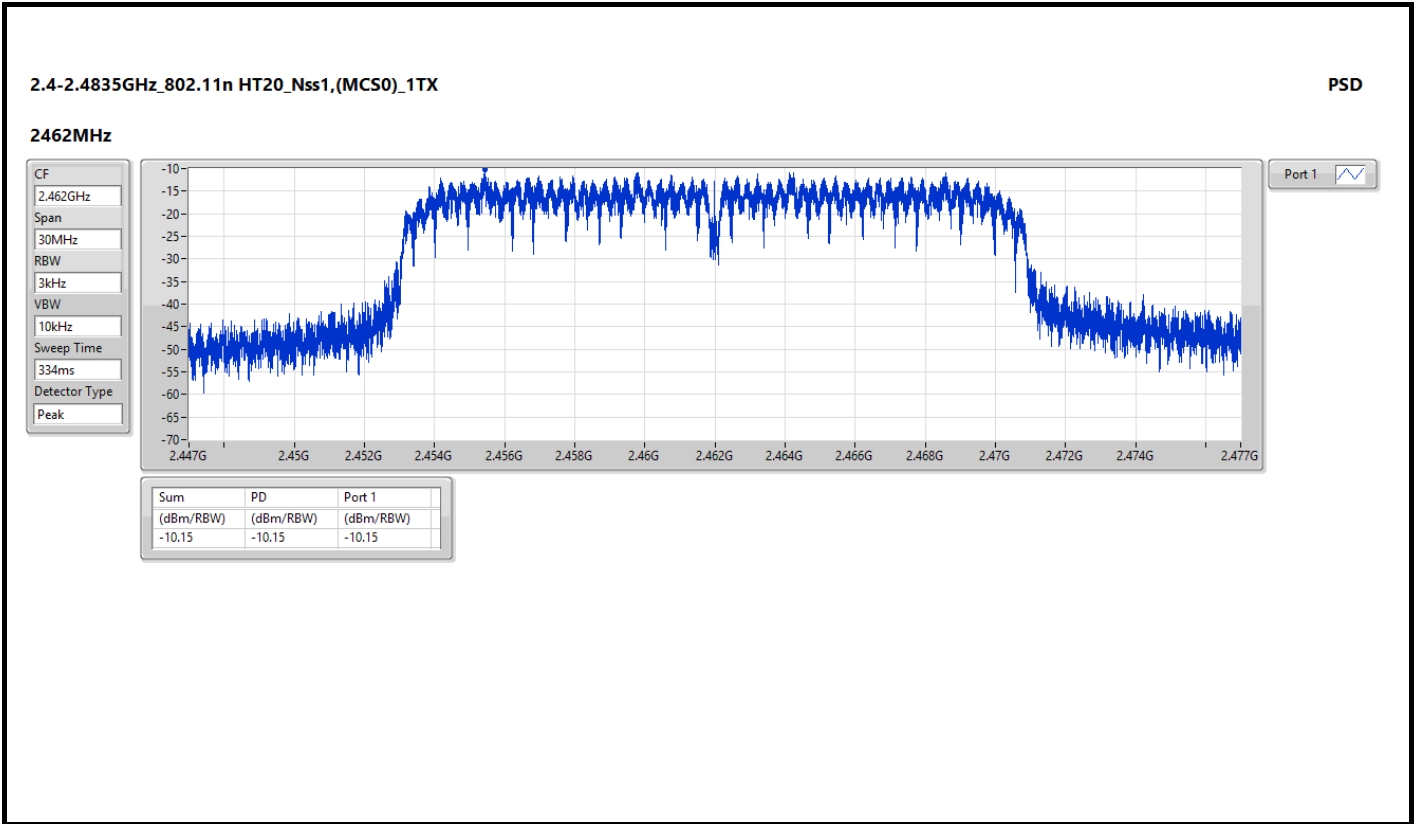 2.4-2.4835GHz_802.11n HT20_Nss1,(MCS0)_1TX PSD
2462MHz
CF
2.462GHz
Span
30MHz
RBW
3kHz
VBW
10kHz
Sweep Time
334ms
Detector Type
Peak
-10
-15
-20
-25
-30
-35
-40
-45
-50
-55
-60
-65
-70
2.447G 2.45G 2.452G 2.454G 2.456G 2.458G 2.46G 2.462G 2.464G 2.466G 2.468G 2.47G 2.472G 2.474G 2.477G
Port 1
Sum PD Port 1
(dBm/RBW) (dBm/RBW) (dBm/RBW)
-10.15 -10.15 -10.15